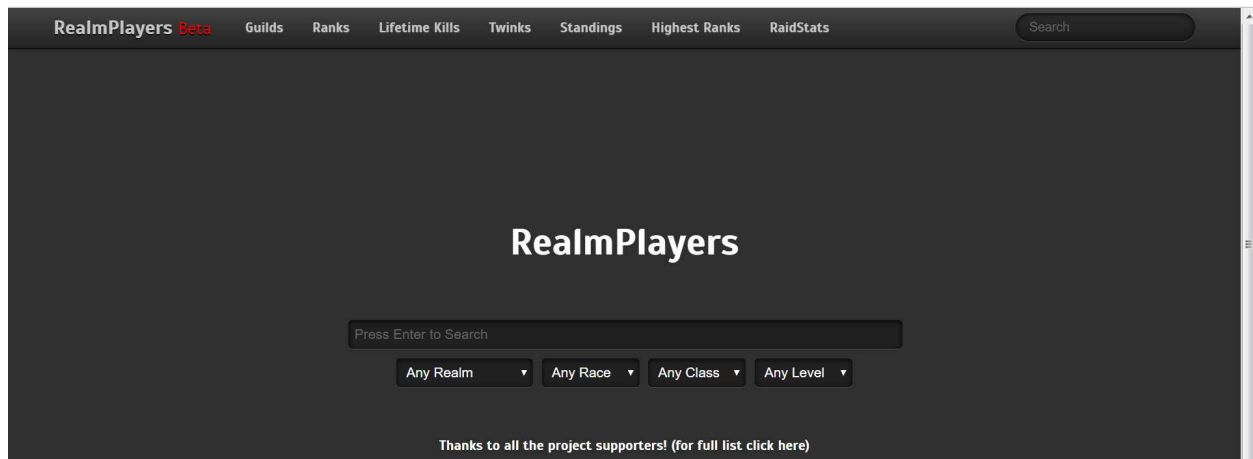 RealmPlayers Beta Guilds Ranks Lifetime Kills Twinks Standings Highest Ranks RaidStats Search
RealmPlayers
Press Enter to Search
Any Realm Any Race Any Class Any Level
Thanks to all the project supporters! (for full list click here)